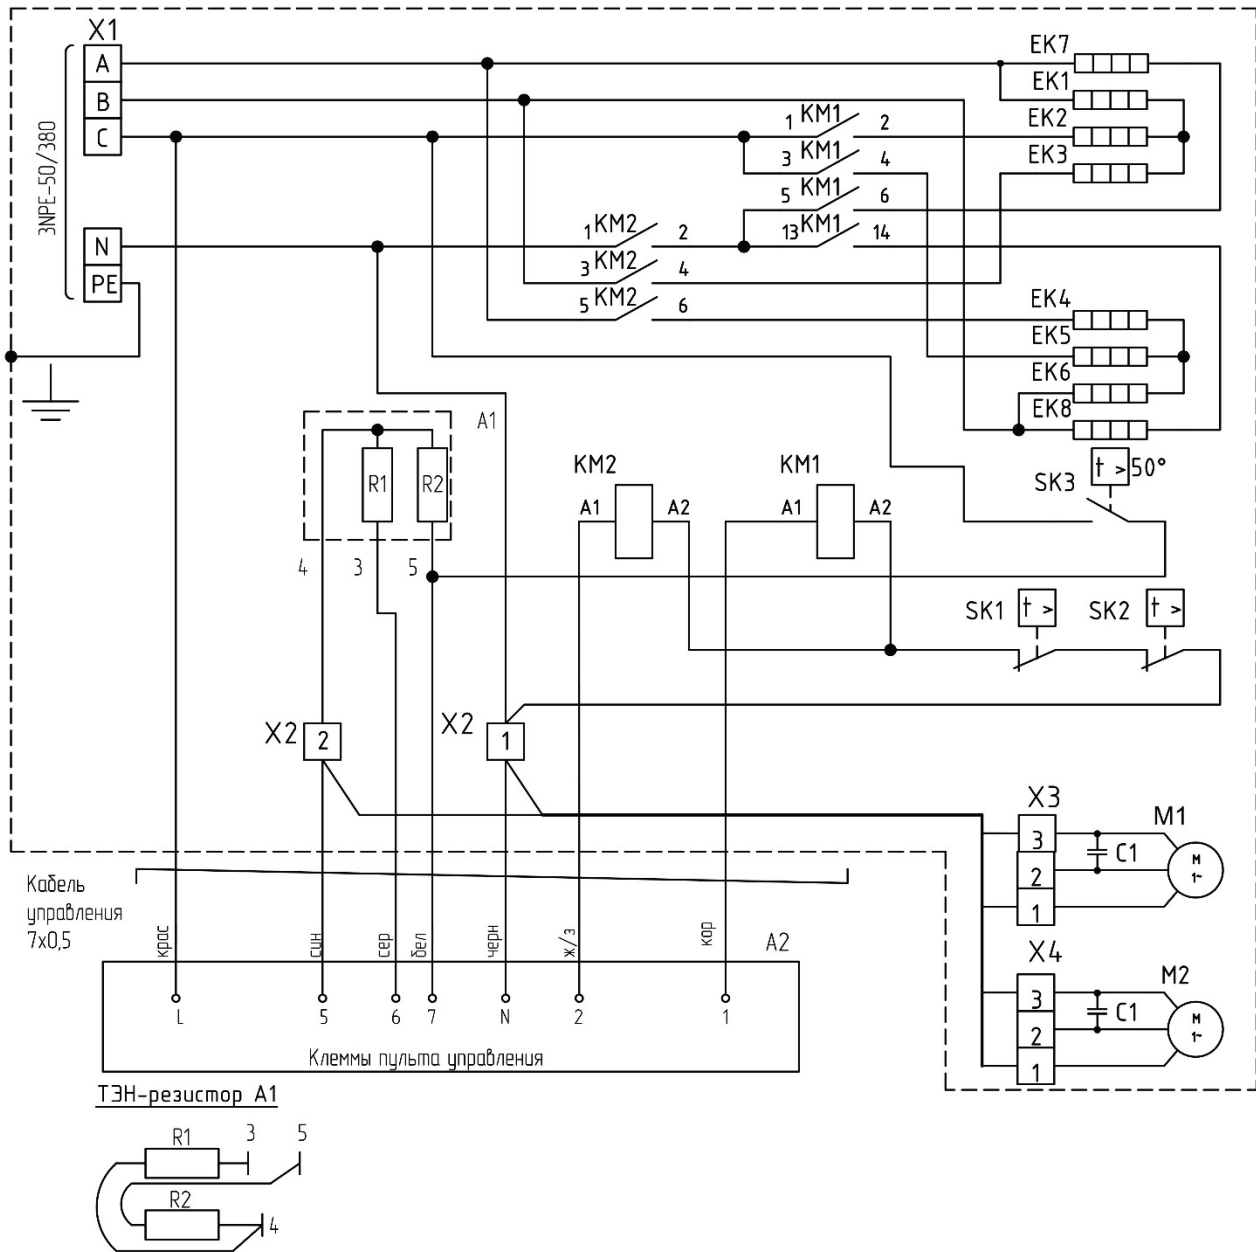 X1
A
B
C
N
PE
3NPE-50/380
EK7
EK1
EK2
EK3
1 KM1 2
3 KM1 4
5 KM1 6
13 KM1 14
1 KM2 2
3 KM2 4
5 KM2 6
EK4
EK5
EK6
EK8
A1
R1
R2
4
3
5
KM2
A1
A2
KM1
A1
A2
SK3
t >
50°
SK1
t >
SK2
t >
X2
2
X2
1
X3
3
2
1
C1
M1
M
1~
X4
3
2
1
C1
M2
M
1~
Кабель
управления
7х0,5
крас
син
сер
бел
черн
ж/з
кор
A2
L
5
6
7
N
2
1
Клеммы пульта управления
ТЭН-резистор А1
R1
3
5
R2
4